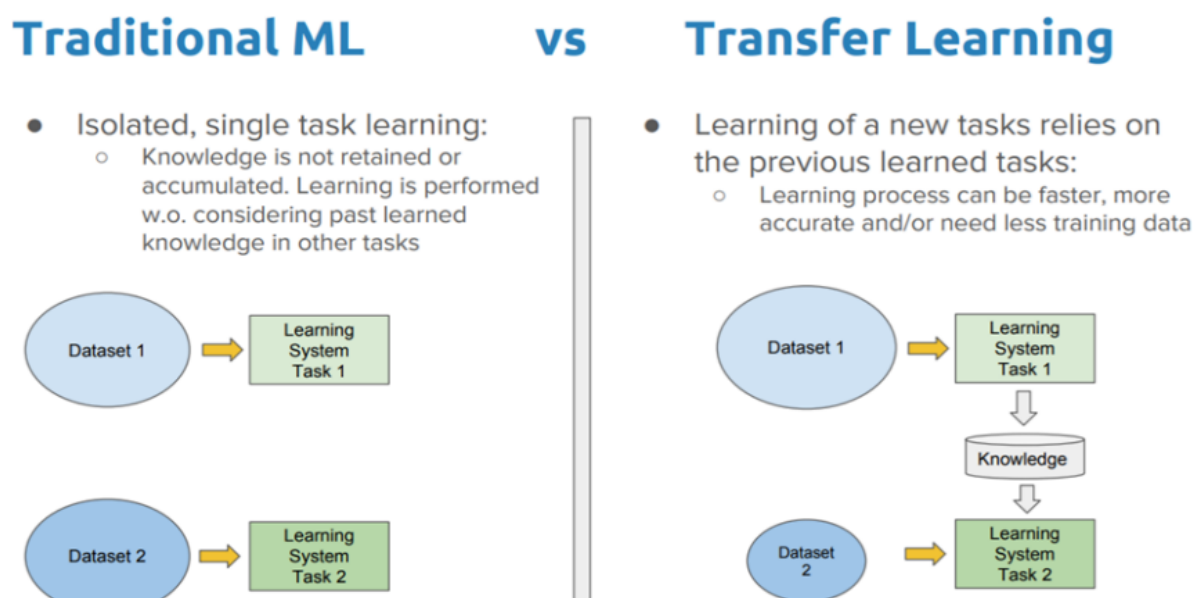 Traditional ML vs Transfer Learning
● Isolated, single task learning:
○ Knowledge is not retained or
accumulated. Learning is performed
w.o. considering past learned
knowledge in other tasks
Dataset 1
Learning
System
Task 1
Dataset 2
Learning
System
Task 2
● Learning of a new tasks relies on
the previous learned tasks:
○ Learning process can be faster, more
accurate and/or need less training data
Dataset 1
Learning
System
Task 1
Knowledge
Dataset
2
Learning
System
Task 2